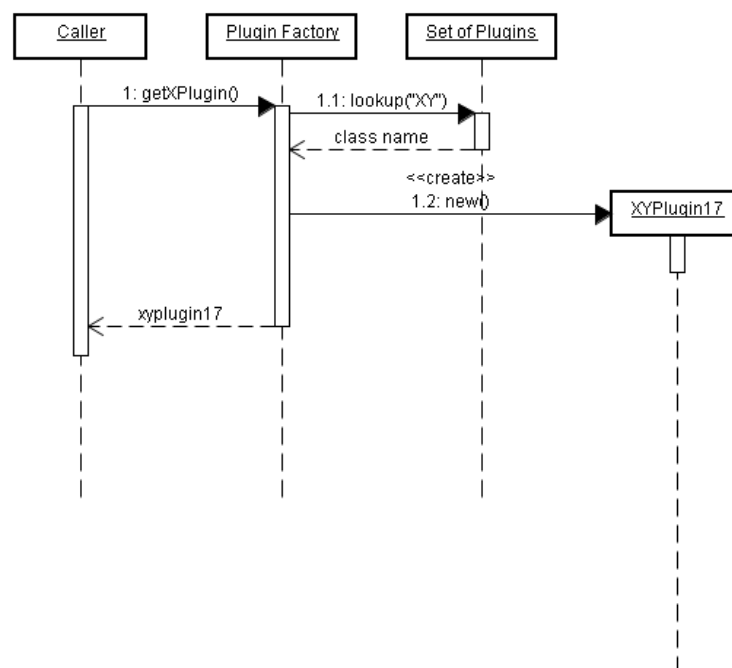 Caller
Plugin Factory
Set of Plugins
1: getXPlugin()
1.1: lookup("XY")
class name
<<create>>
1.2: new()
XYPlugin17
xyplugin17